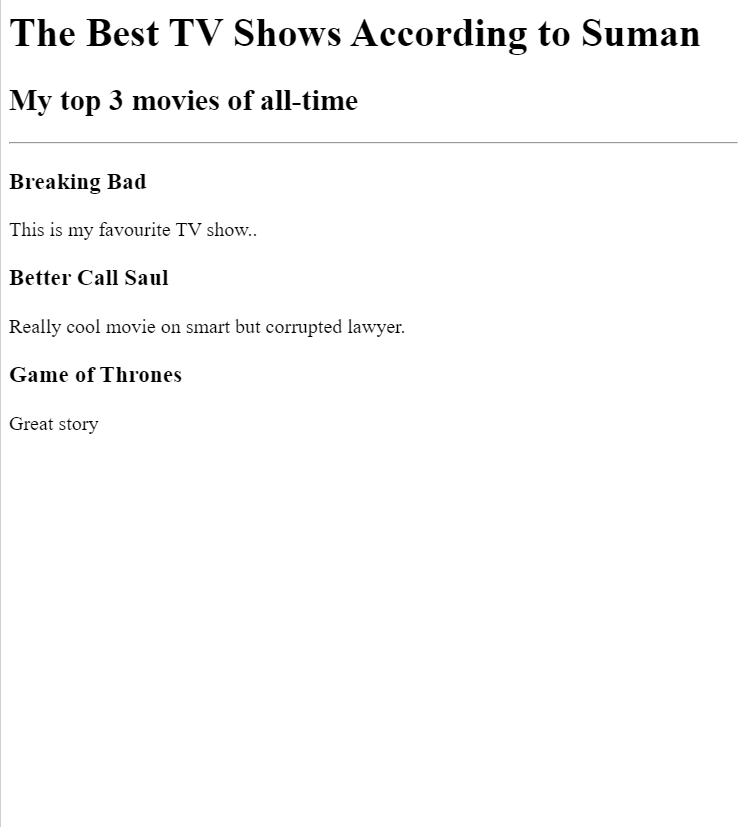 The Best TV Shows According to Suman
My top 3 movies of all-time
Breaking Bad
This is my favourite TV show..
Better Call Saul
Really cool movie on smart but corrupted lawyer.
Game of Thrones
Great story